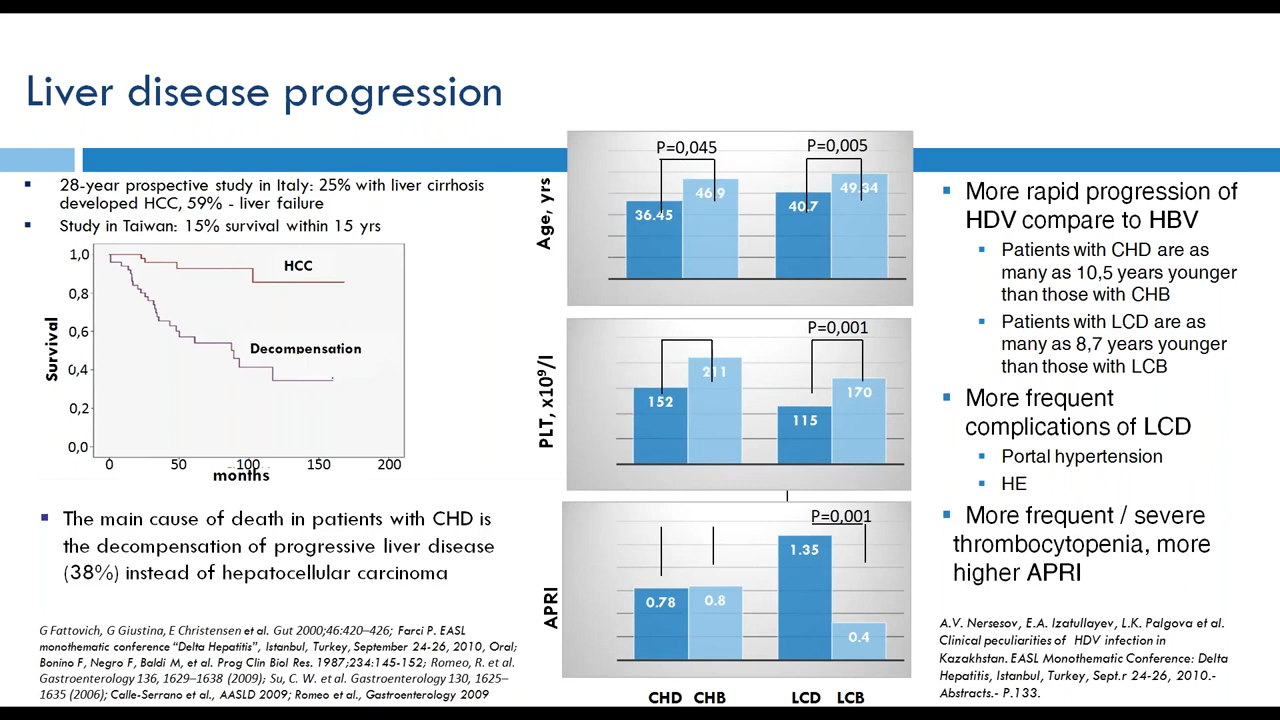 Liver disease progression
28-year prospective study in Italy: 25% with liver cirrhosis
developed HCC, 59% - liver failure
Study in Taiwan: 15% survival within 15 yrs
1,0
0,8
0,6
0,4
0,2
0,0
Survival
HCC
Decompensation
0 50 100 150 200
months
The main cause of death in patients with CHD is
the decompensation of progressive liver disease
(38%) instead of hepatocellular carcinoma
G Fattovich, G Giustina, E Christensen et al. Gut 2000;46:420–426; Farci P. EASL
monothematic conference "Delta Hepatitis", Istanbul, Turkey, September 24-26, 2010, Oral;
Bonino F, Negro F, Baldi M, et al. Prog Clin Biol Res. 1987;234:145-152; Romeo, R. et al.
Gastroenterology 136, 1629–1638 (2009); Su, C. W. et al. Gastroenterology 130, 1625–
1635 (2006); Calle-Serrano et al., AASLD 2009; Romeo et al., Gastroenterology 2009
Age, yrs
P=0,045
P=0,005
36.45
46,9
40,7
49,34
PLT, x10⁹/l
P=0,001
152
211
115
170
APRI
P=0,001
0.78
0.8
1.35
0.4
CHD CHB LCD LCB
More rapid progression of
HDV compare to HBV
Patients with CHD are as
many as 10,5 years younger
than those with CHB
Patients with LCD are as
many as 8,7 years younger
than those with LCB
More frequent
complications of LCD
Portal hypertension
HE
More frequent / severe
thrombocytopenia, more
higher APRI
A.V. Nersesov, E.A. Izatullayev, L.K. Palgova et al.
Clinical peculiarities of HDV infection in
Kazakhstan. EASL Monothematic Conference: Delta
Hepatitis, Istanbul, Turkey, Sept.r 24-26, 2010.-
Abstracts.- P.133.